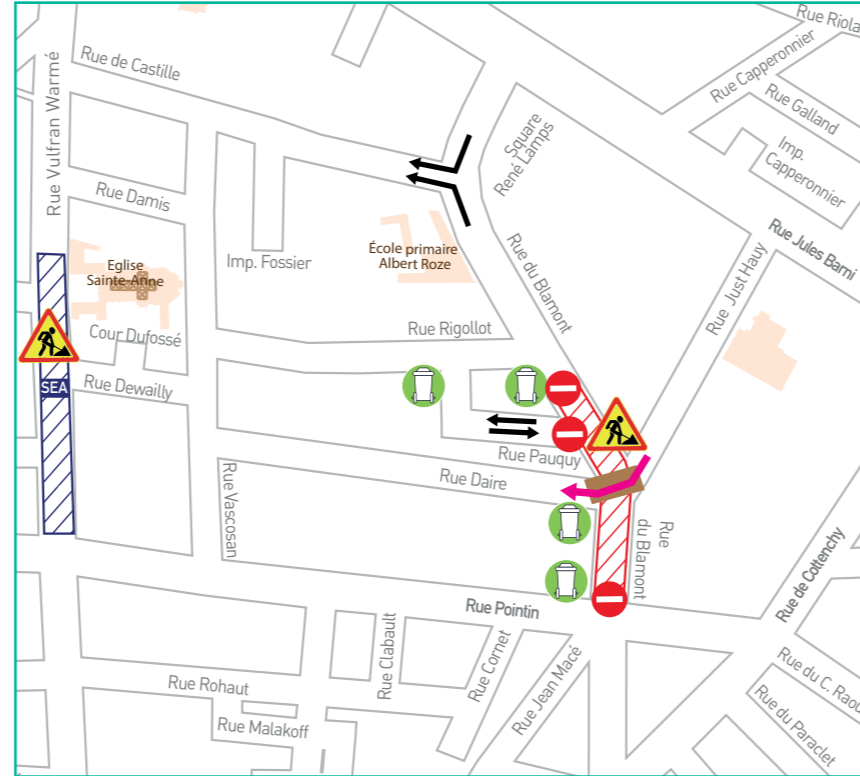 Rue Riola
Rue Capperonnier
Rue de Castille
Rue Galland
Rue Vulfran Warmé
Square
René Lamps
Imp.
Capperonnier
Rue Damis
Rue Jules Barni
École primaire
Albert Roze
Eglise
Sainte-Anne
Imp. Fossier
Rue du Blamont
Rue Just Hauy
Cour Dufossé
Rue Rigollot
SEA
Rue Dewailly
Rue Pauquy
Rue Daire
Rue Vascosan
Rue
du Blamont
Rue de Cottenchy
Rue Pointin
Rue Clabault
Rue Cornet
Rue Jean Macé
Rue du C. Raou
Rue Rohaut
Rue du Paraclet
Rue Malakoff